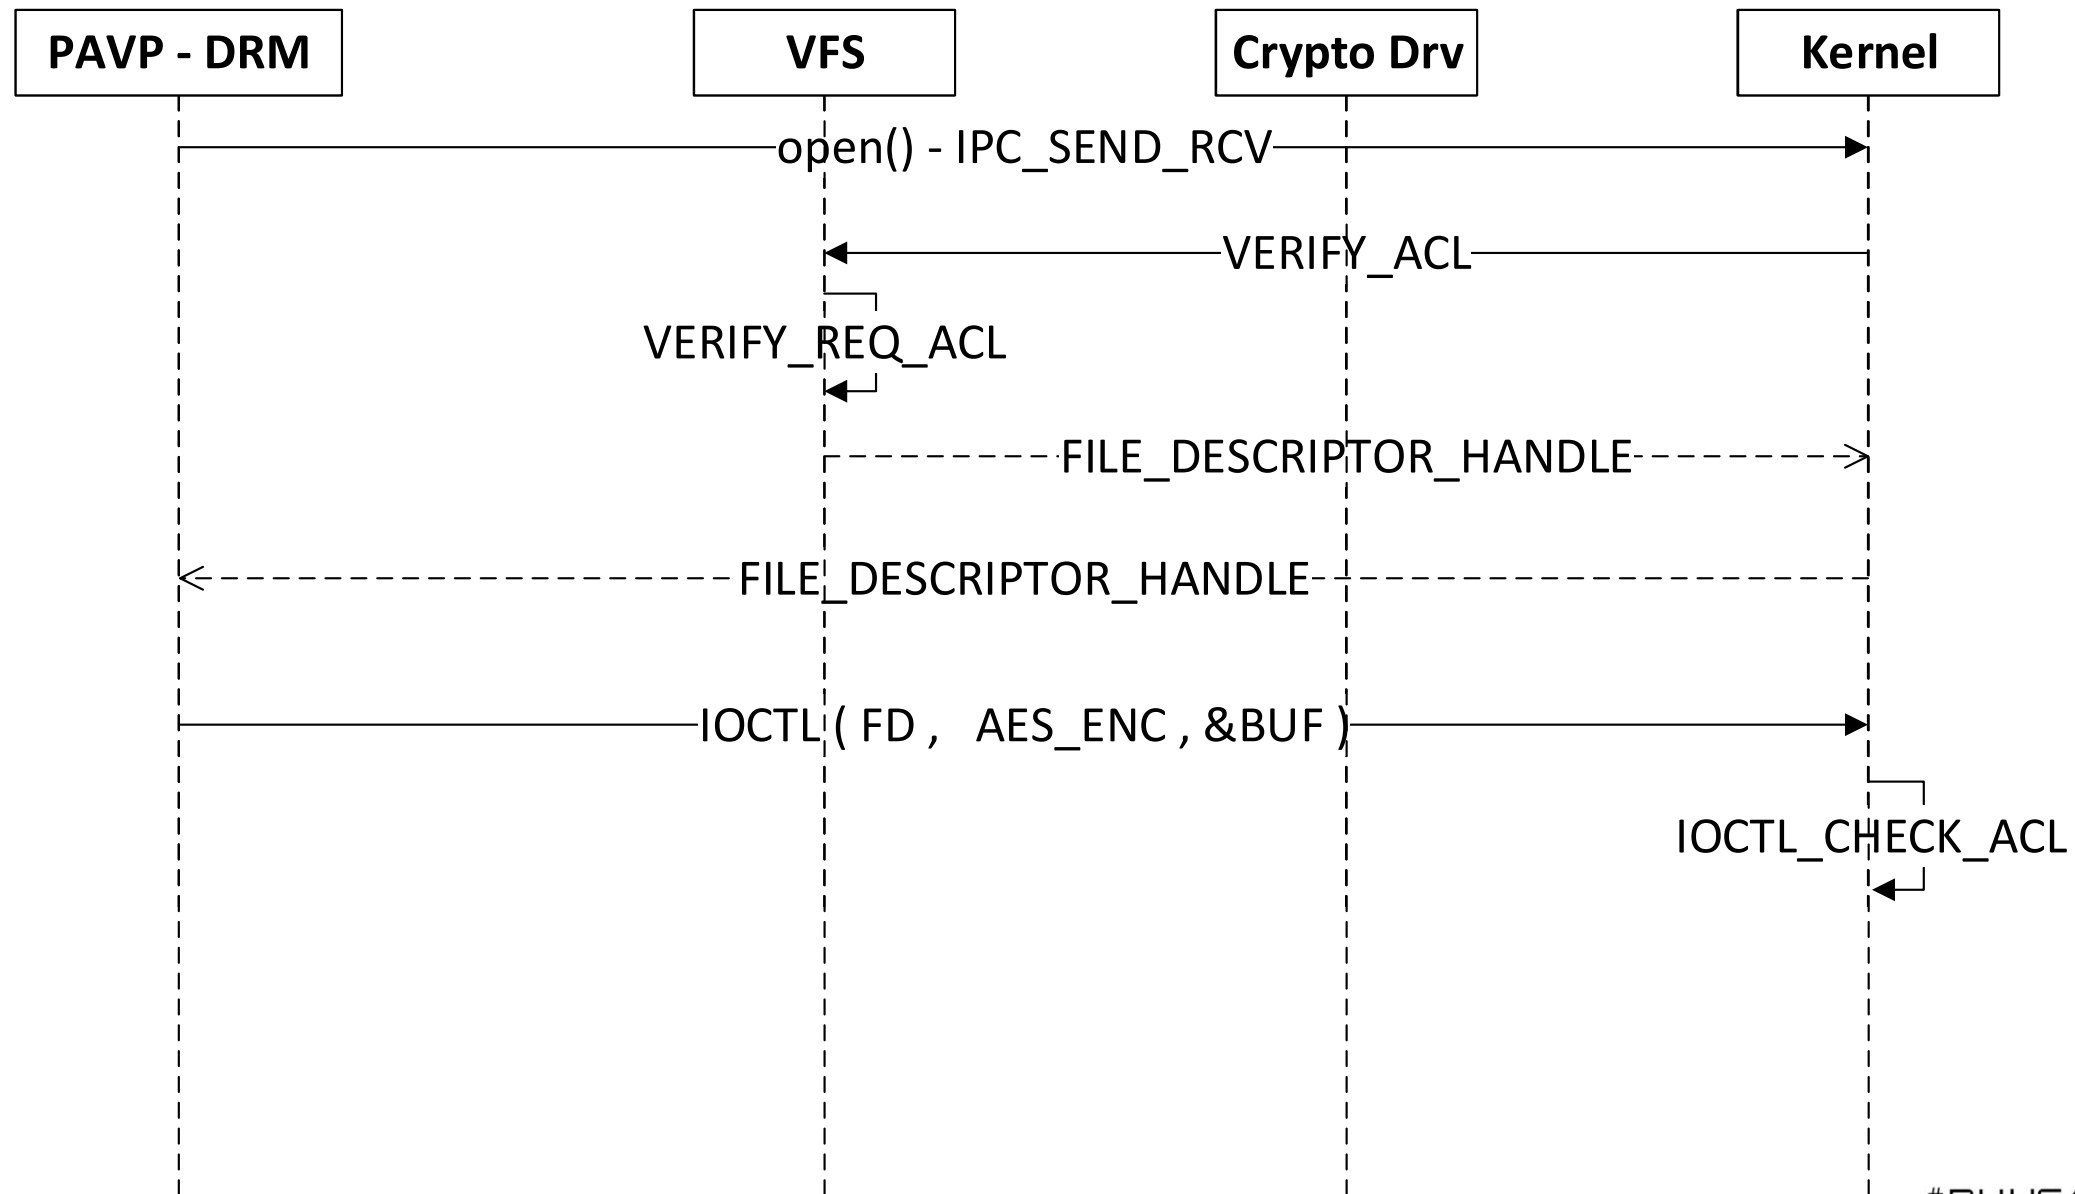 PAVP - DRM VFS Crypto Drv Kernel
open() - IPC_SEND_RCV
VERIFY_ACL
VERIFY_REQ_ACL
FILE_DESCRIPTOR_HANDLE
FILE_DESCRIPTOR_HANDLE
IOCTL ( FD , AES_ENC , &BUF )
IOCTL_CHECK_ACL